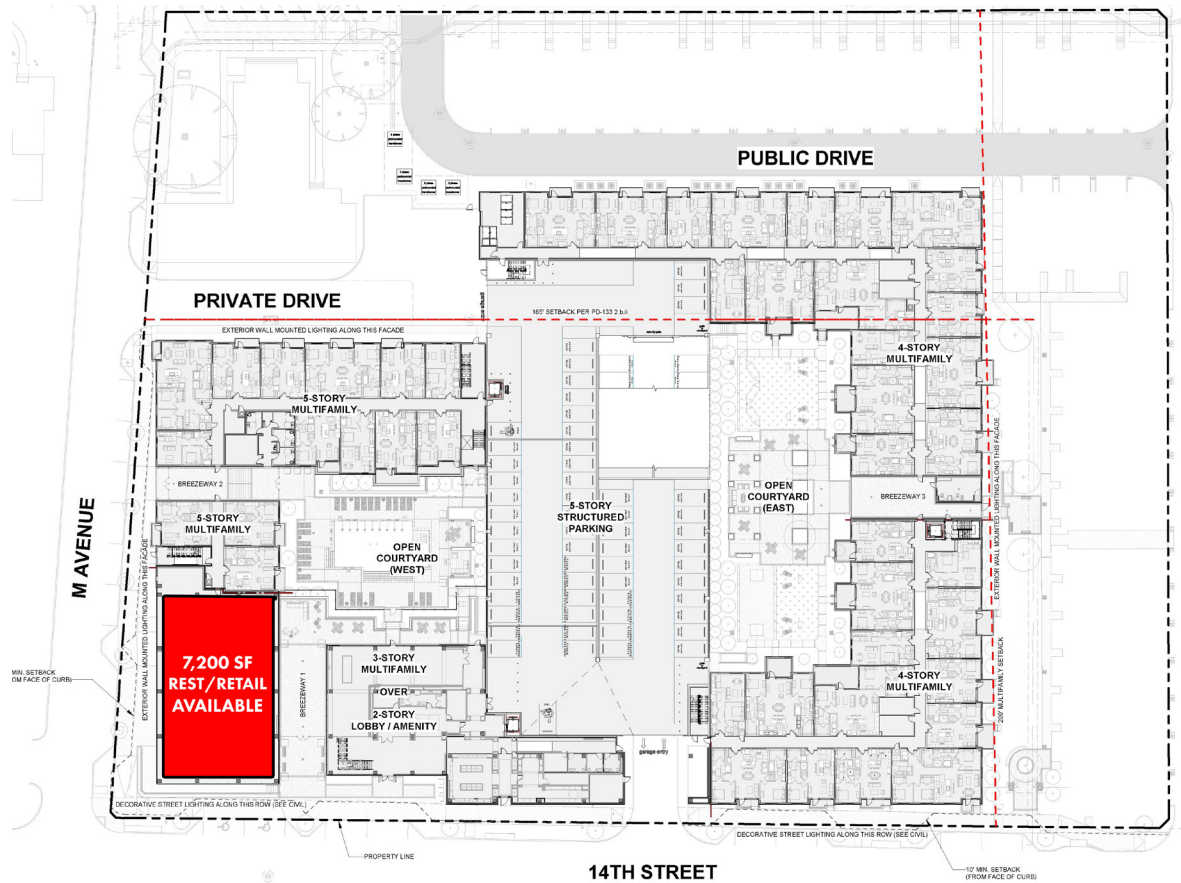 PUBLIC DRIVE
PRIVATE DRIVE
165' SETBACK PER PD-133 2.b.ii
EXTERIOR WALL MOUNTED LIGHTING ALONG THIS FACADE
4-STORY
MULTIFAMILY
5-STORY
MULTIFAMILY
BREEZEWAY 2
OPEN
COURTYARD
(EAST)
BREEZEWAY 3
EXTERIOR WALL MOUNTED LIGHTING ALONG THIS FACADE
5-STORY
STRUCTURED
PARKING
5-STORY
MULTIFAMILY
M AVENUE
OPEN
COURTYARD
(WEST)
EXTERIOR WALL MOUNTED LIGHTING ALONG THIS FACADE
7,200 SF
REST/RETAIL
AVAILABLE
BREEZEWAY 1
3-STORY
MULTIFAMILY
OVER
2-STORY
LOBBY / AMENITY
4-STORY
MULTIFAMILY
200' MULTIFAMILY SETBACK
MIN. SETBACK
OM FACE OF CURB)
garage entry
DECORATIVE STREET LIGHTING ALONG THIS ROW (SEE CIVIL)
DECORATIVE STREET LIGHTING ALONG THIS ROW (SEE CIVIL)
PROPERTY LINE
14TH STREET
10' MIN. SETBACK
(FROM FACE OF CURB)